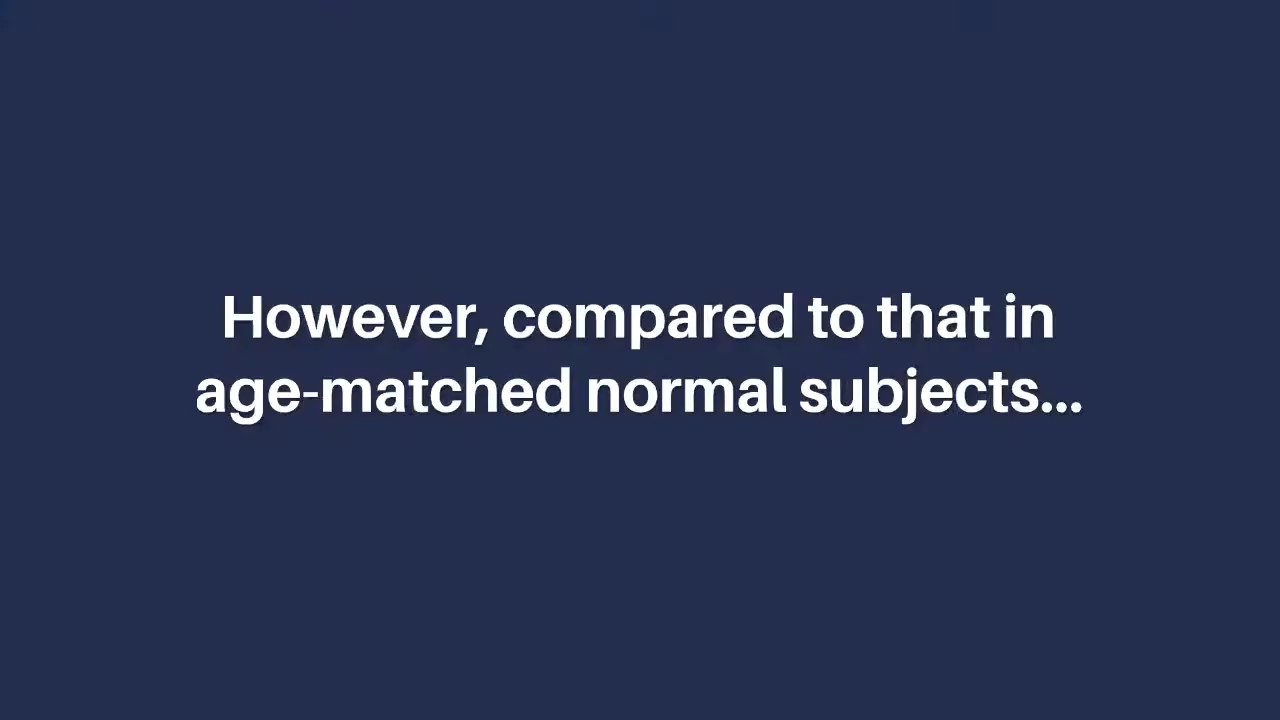 However, compared to that in
age-matched normal subjects...